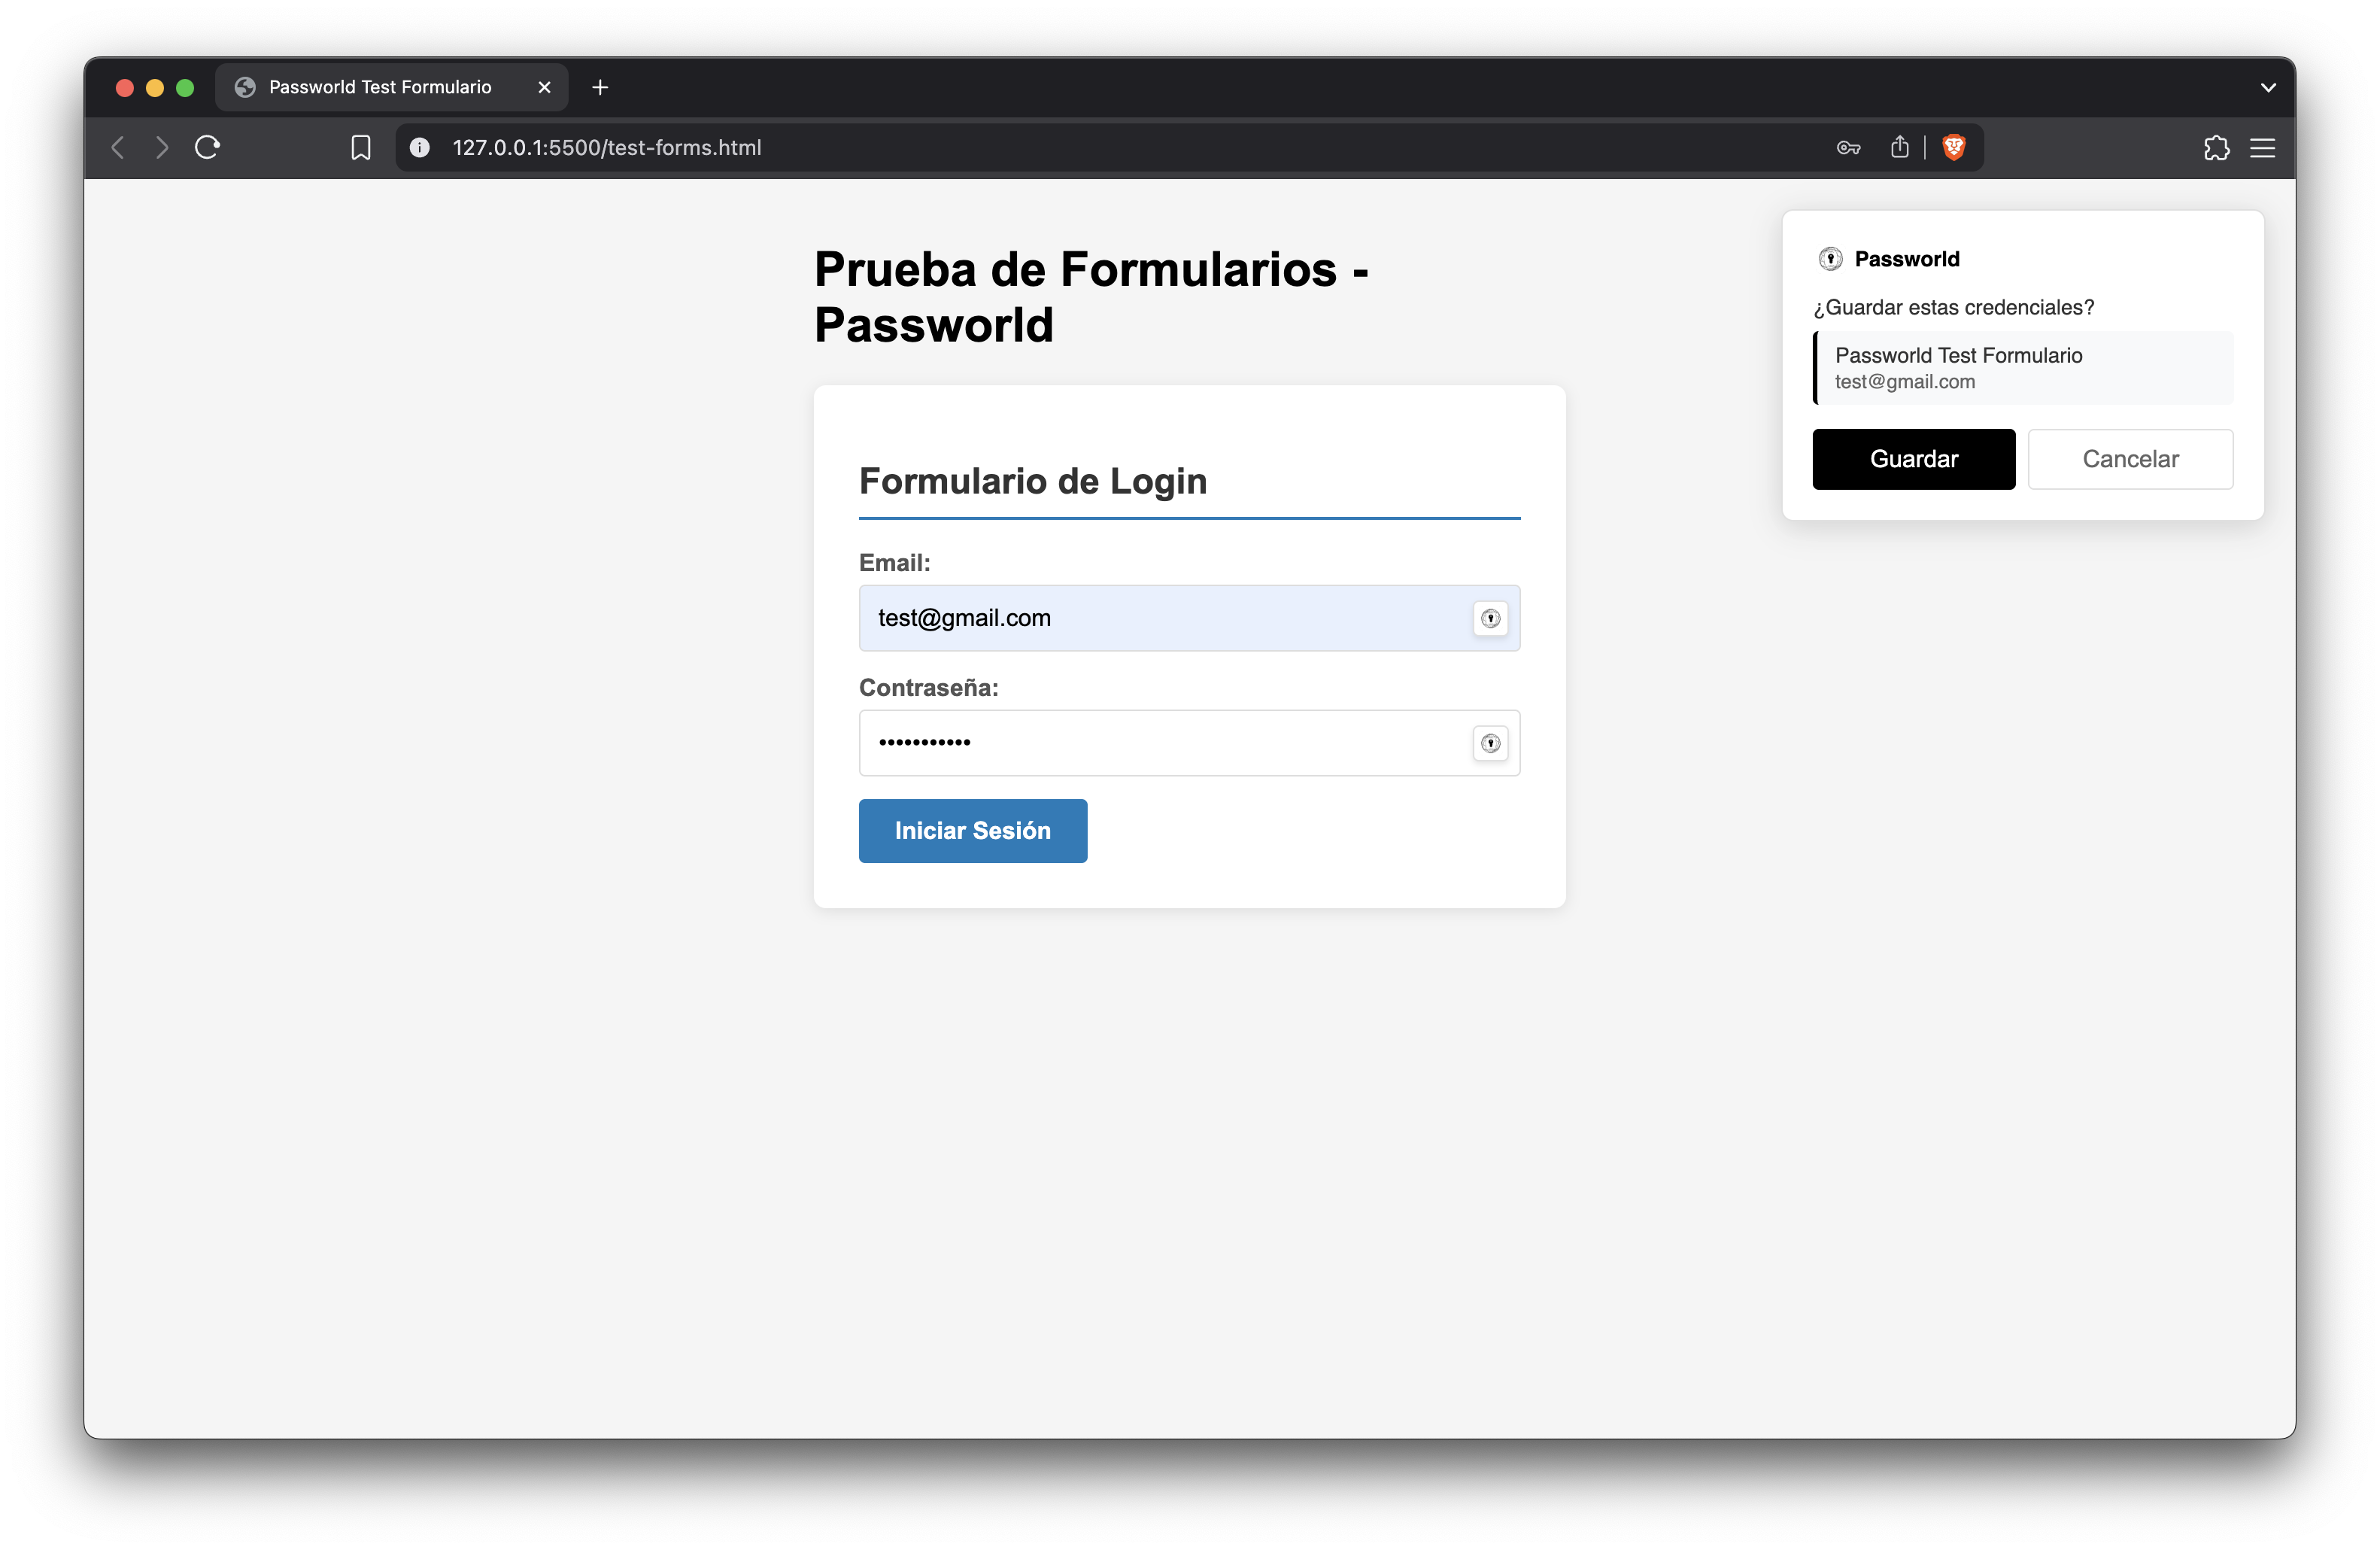 Passworld Test Formulario
127.0.0.1:5500/test-forms.html
Prueba de Formularios -
Passworld
Formulario de Login
Email:
test@gmail.com
Contraseña:
•••••••••••
Iniciar Sesión
Passworld
¿Guardar estas credenciales?
Passworld Test Formulario
test@gmail.com
Guardar
Cancelar